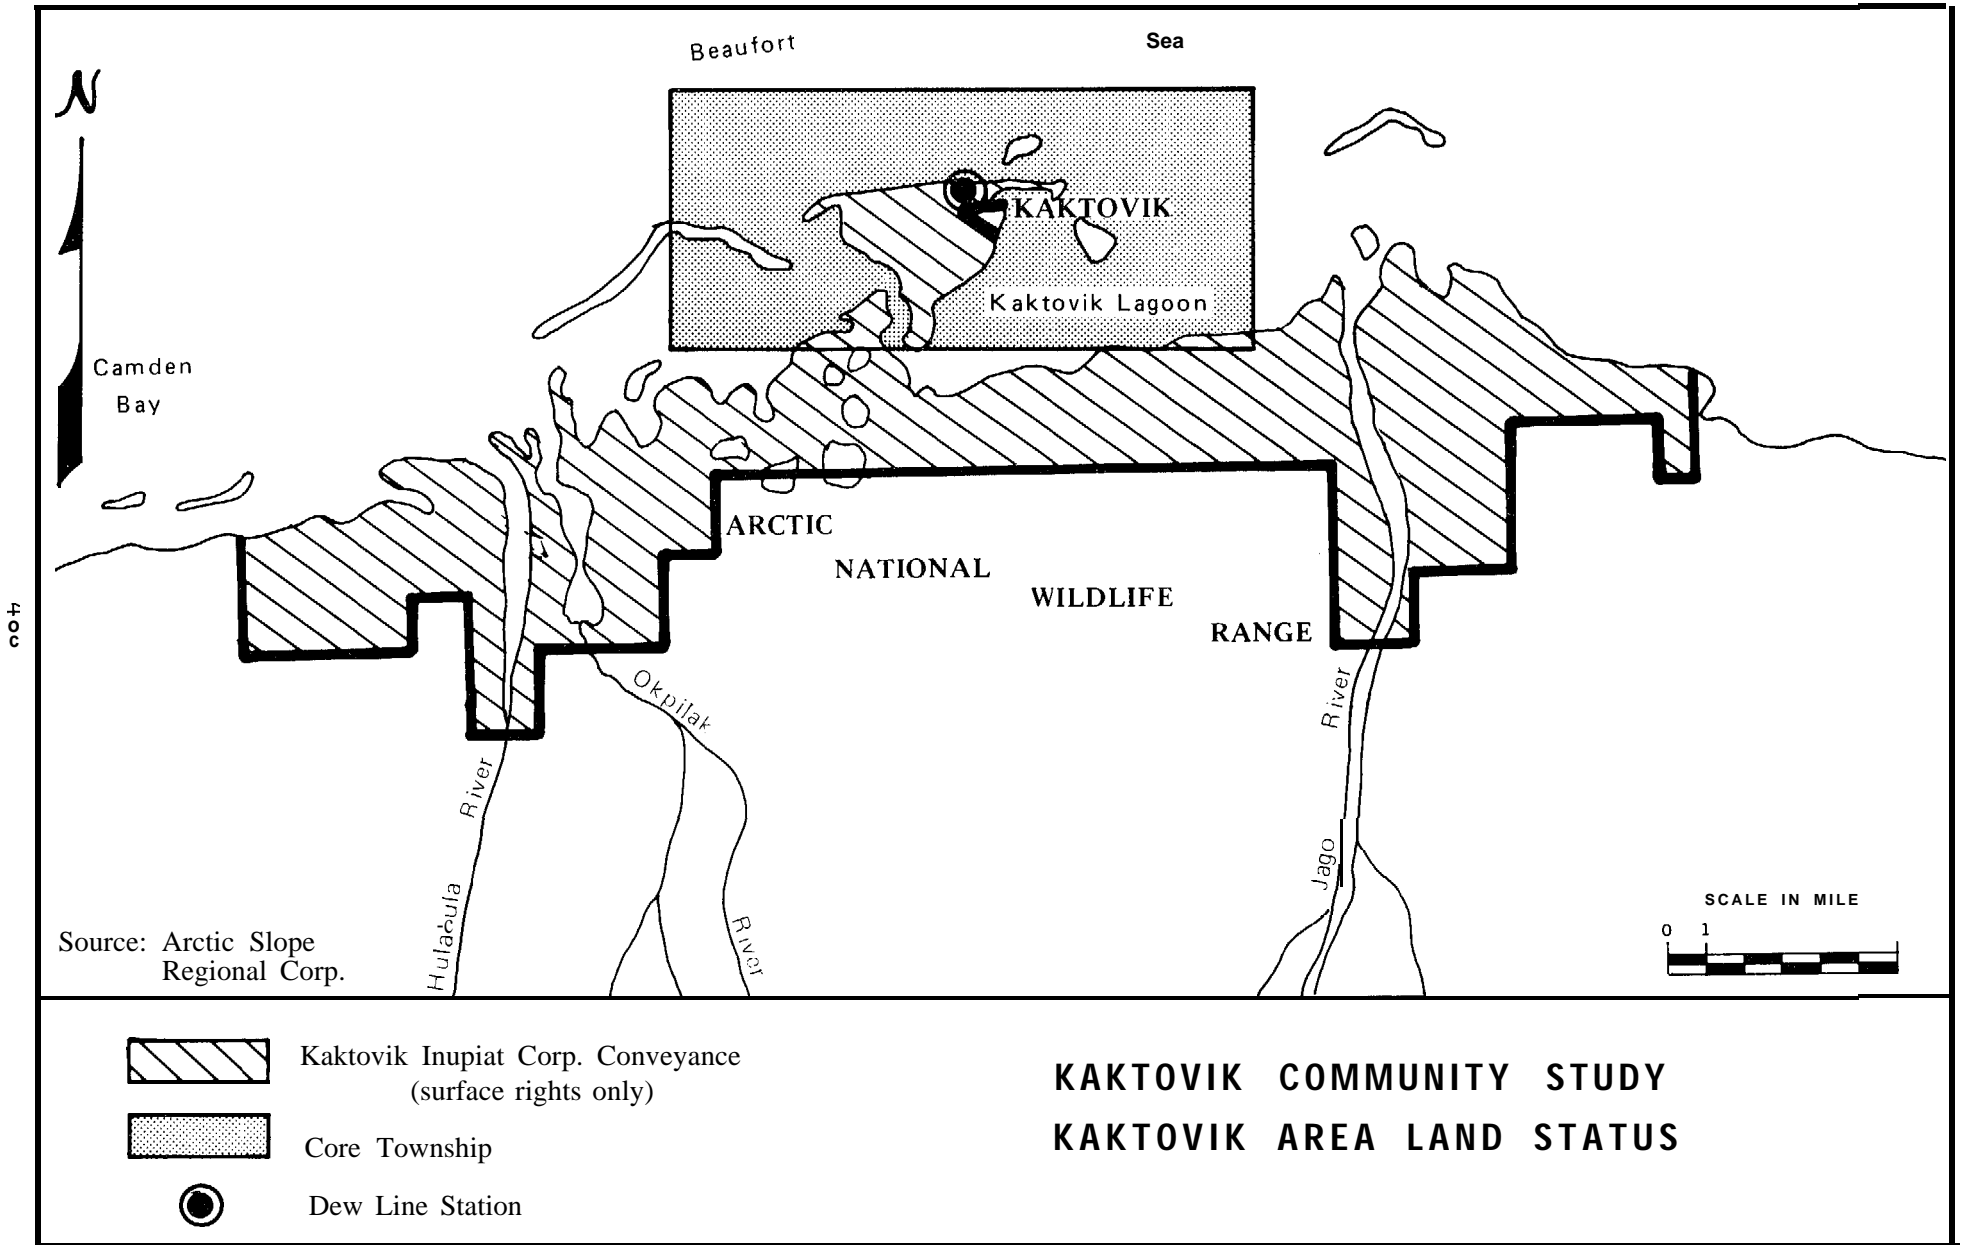 Beaufort Sea
N
KAKTOVIK
Kaktovik Lagoon
Camden
Bay
ARCTIC
NATIONAL
WILDLIFE
RANGE
Okpilak
River
River
River
Jago
SCALE IN MILE
0 1
Source: Arctic Slope
Regional Corp.
Kaktovik Inupiat Corp. Conveyance
(surface rights only)
Core Township
Dew Line Station
KAKTOVIK COMMUNITY STUDY
KAKTOVIK AREA LAND STATUS